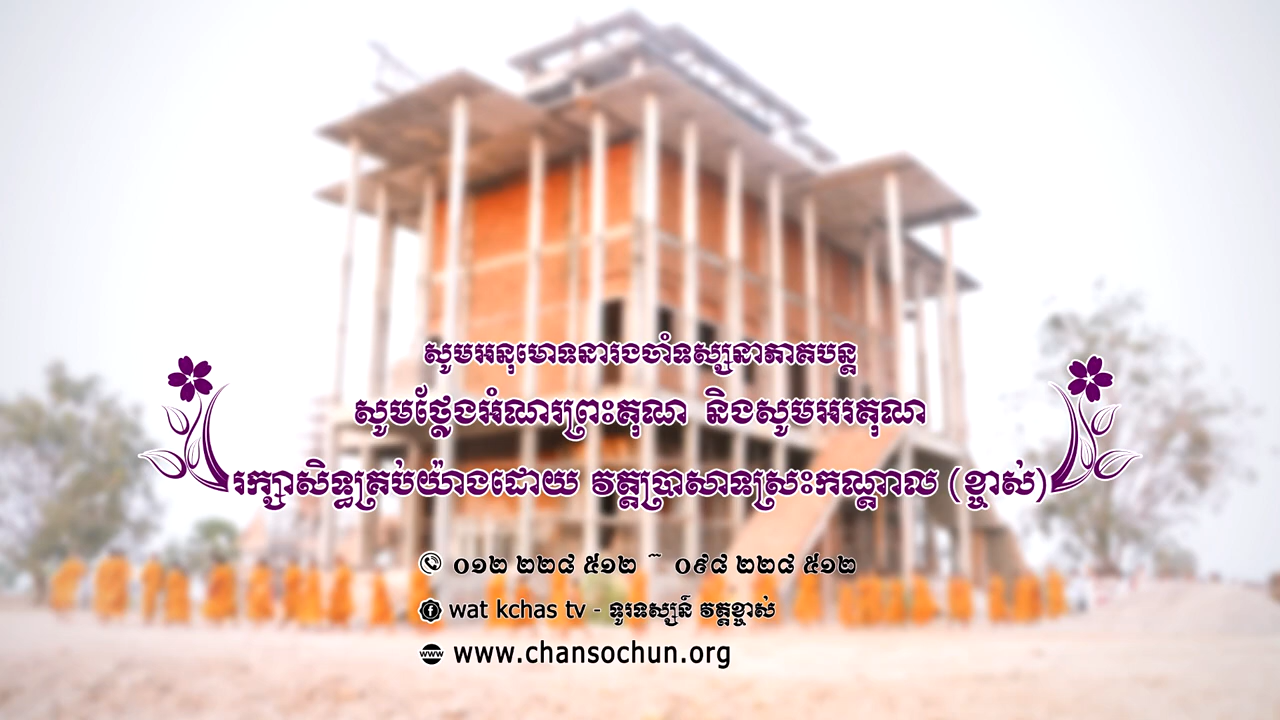 សូមអនុមោទនារងចាំទស្សនាភាគបន្ត
សូមថ្លែងអំណរព្រះគុណ និងសូមអរគុណ
រក្សាសិទ្ធគ្រប់យ៉ាងដោយ វត្តប្រាសាទស្រះកណ្តាល (ខ្ចាស់)
០១២ ២២៨ ៥១២ ~ ០៩៨ ២២៨ ៥១២
wat kchas tv - ទូរទស្សន៍ វត្តខ្ចាស់
www www.chansochun.org